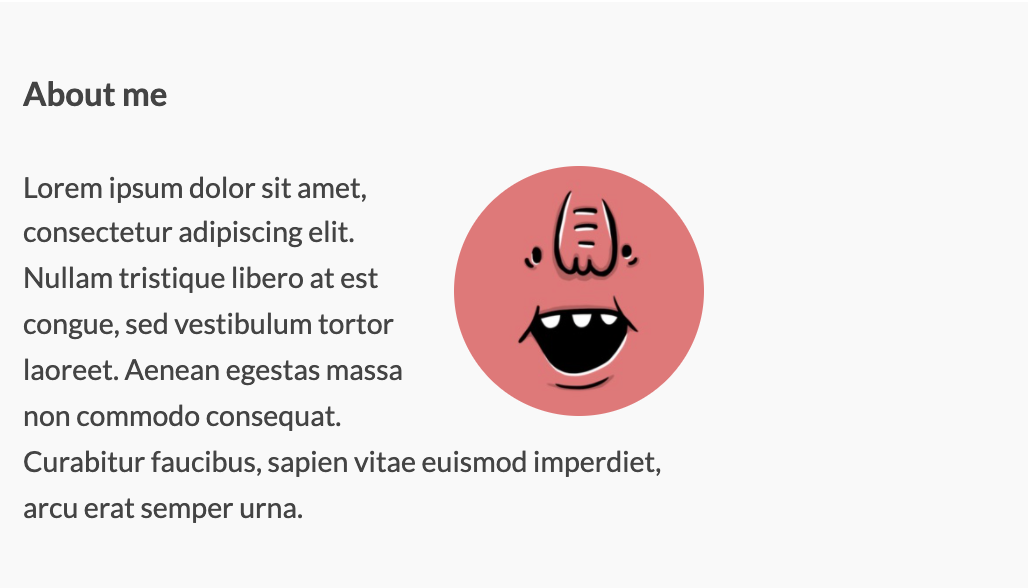 About me
Lorem ipsum dolor sit amet,
consectetur adipiscing elit.
Nullam tristique libero at est
congue, sed vestibulum tortor
laoreet. Aenean egestas massa
non commodo consequat.
Curabitur faucibus, sapien vitae euismod imperdiet,
arcu erat semper urna.